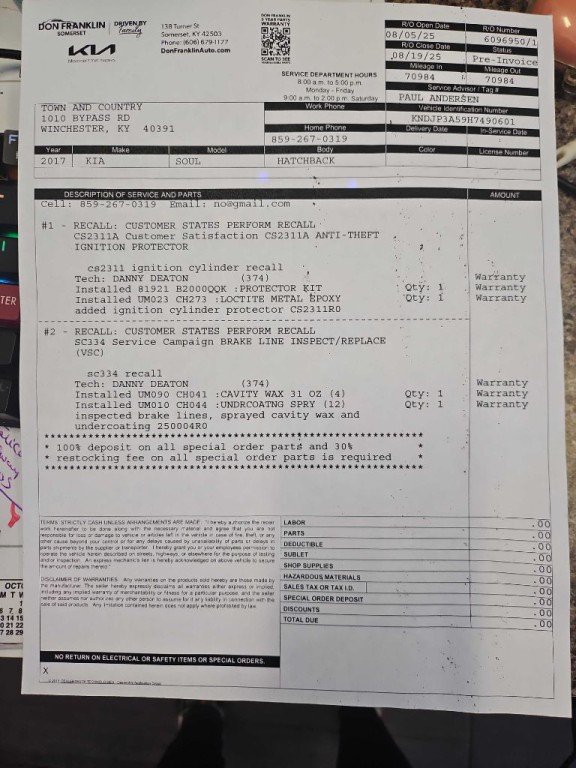 DON FRANKLIN
SOMERSET
DRIVEN BY
family
KIA
138 Turner St
Somerset, KY 42503
Phone: (606) 679-1177
DonFranklinAuto.com
DON FRANKLIN
WARRANTY
SCAN TO SEE
SERVICE DEPARTMENT HOURS
8:00 a.m. to 5:00 p.m.
Monday - Friday
9:00 a.m. to 2:00 p.m. Saturday
R/O Open Date
08/05/25
R/O Number
6096950/1
R/O Close Date
08/19/25
Status
Pre-Invoice
Mileage In
70984
Mileage Out
70984
Service Advisor / Tag #
PAUL ANDERSEN
Vehicle Identification Number
KNDJP3A59H7490601
TOWN AND COUNTRY
1010 BYPASS RD
WINCHESTER, KY 40391
Work Phone
Home Phone
859-267-0319
Delivery Date
In-Service Date
Year Make Model Body Color License Number
2017 KIA SOUL HATCHBACK
DESCRIPTION OF SERVICE AND PARTS AMOUNT
Cell: 859-267-0319 Email: no@gmail.com
#1 - RECALL: CUSTOMER STATES PERFORM RECALL
CS2311A Customer Satisfaction CS2311A ANTI-THEFT
IGNITION PROTECTOR
cs2311 ignition cylinder recall
Tech: DANNY DEATON (374) Warranty
Installed 81921 B2000QQK :PROTECTOR KIT Qty: 1 Warranty
Installed UM023 CH273 :LOCTITE METAL EPOXY Qty: 1 Warranty
added ignition cylinder protector CS2311R0
#2 - RECALL: CUSTOMER STATES PERFORM RECALL
SC334 Service Campaign BRAKE LINE INSPECT/REPLACE
(VSC)
sc334 recall
Tech: DANNY DEATON (374) Warranty
Installed UM090 CH041 :CAVITY WAX 31 OZ (4) Qty: 1 Warranty
Installed UM010 CH044 :UNDRCOATNG SPRY (12) Qty: 1 Warranty
inspected brake lines, sprayed cavity wax and
undercoating 250004R0
* 100% deposit on all special order parts and 30% *
* restocking fee on all special order parts is required *
LABOR .00
PARTS .00
DEDUCTIBLE .00
SUBLET .00
SHOP SUPPLIES .00
HAZARDOUS MATERIALS .00
SALES TAX OR TAX I.D. .00
SPECIAL ORDER DEPOSIT .00
DISCOUNTS .00
TOTAL DUE .00
NO RETURN ON ELECTRICAL OR SAFETY ITEMS OR SPECIAL ORDERS.
X